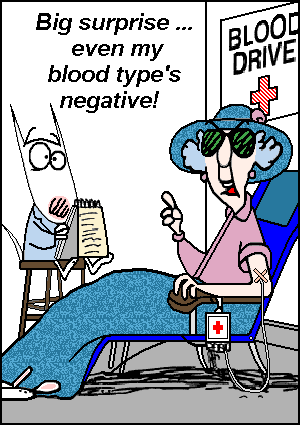 Big surprise ...
even my
blood type's
negative!
BLOOD
DRIVE